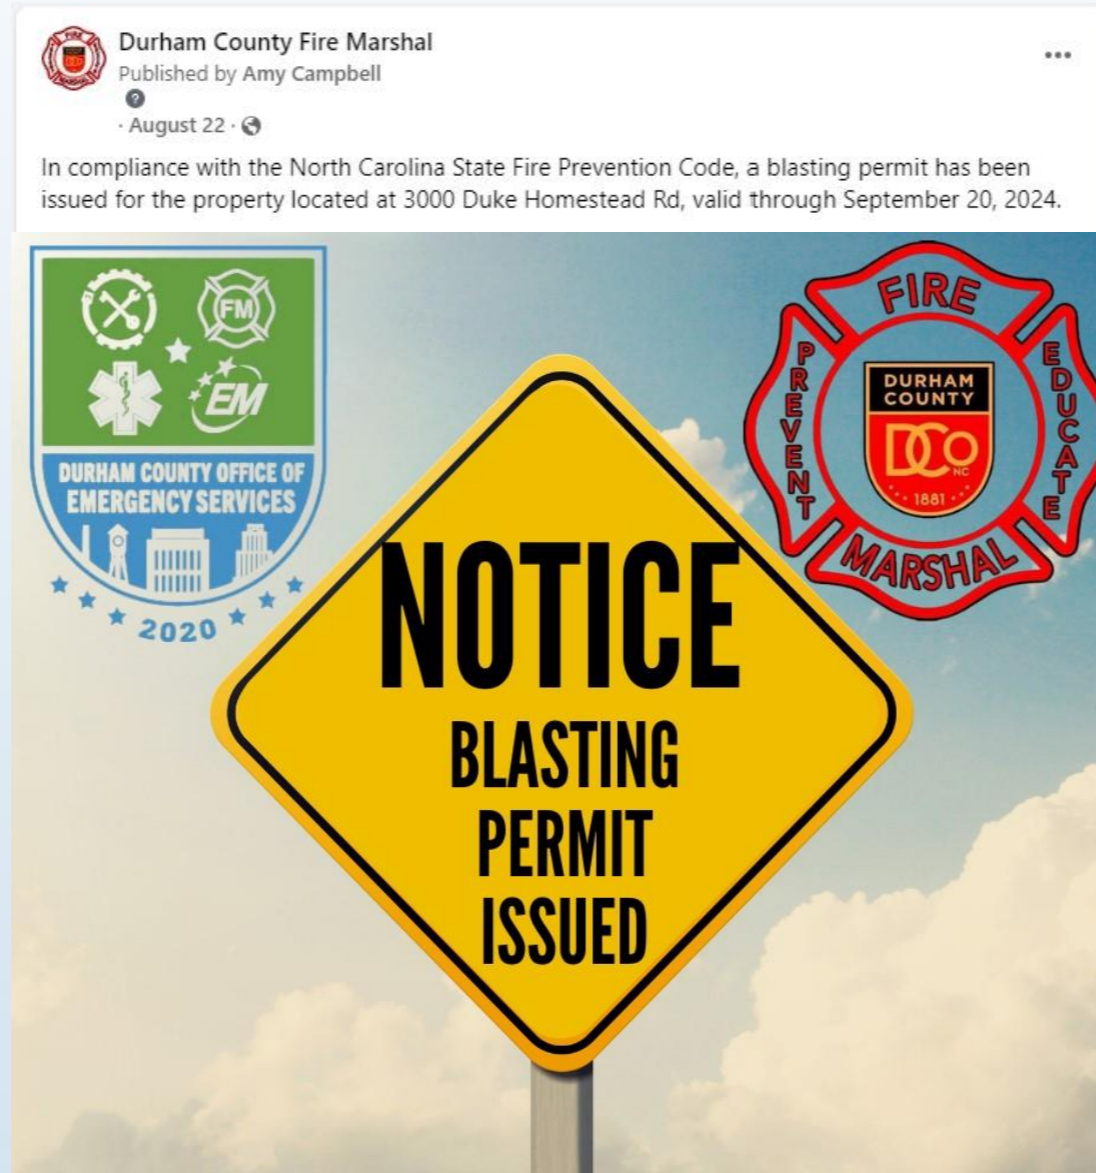 Durham County Fire Marshal
Published by Amy Campbell
· August 22 ·
In compliance with the North Carolina State Fire Prevention Code, a blasting permit has been
issued for the property located at 3000 Duke Homestead Rd, valid through September 20, 2024.
FM
EM
DURHAM COUNTY OFFICE OF
EMERGENCY SERVICES
2020
FIRE
PREVENT
EDUCATE
DURHAM
COUNTY
DCo
NC
1881
MARSHAL
NOTICE
BLASTING
PERMIT
ISSUED